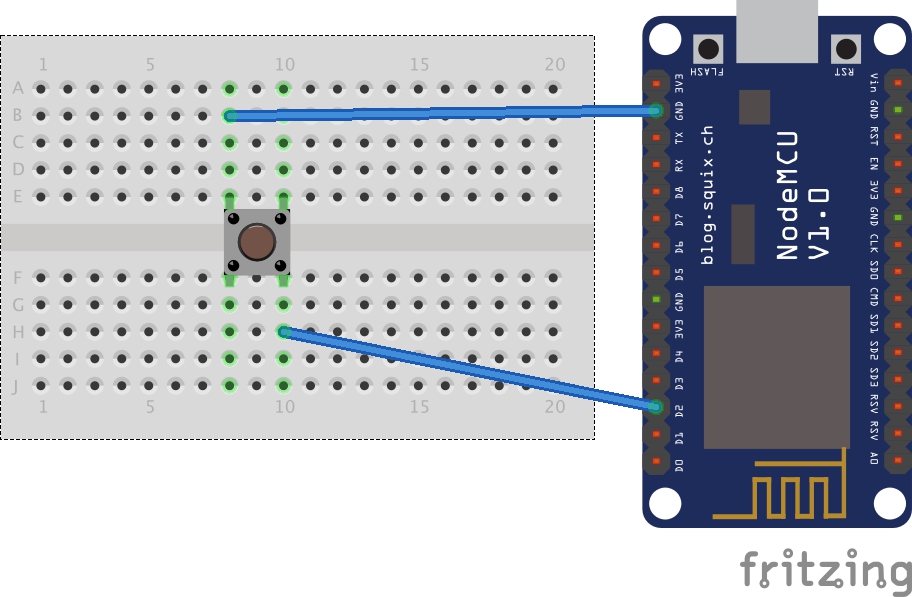 1 5 10 15 20
A
B
C
D
E
F
G
H
I
J
1 5 10 15 20
FLASH
RST
3V3
GND
TX
RX
D8
D7
D6
D5
GND
3V3
D4
D3
D2
D1
D0
blog.squix.ch
NodeMCU
V1.0
Vin
GND
RST
EN
3V3
GND
CLK
SD0
CMD
SD1
SD2
SD3
RSV
RSV
A0
fritzing